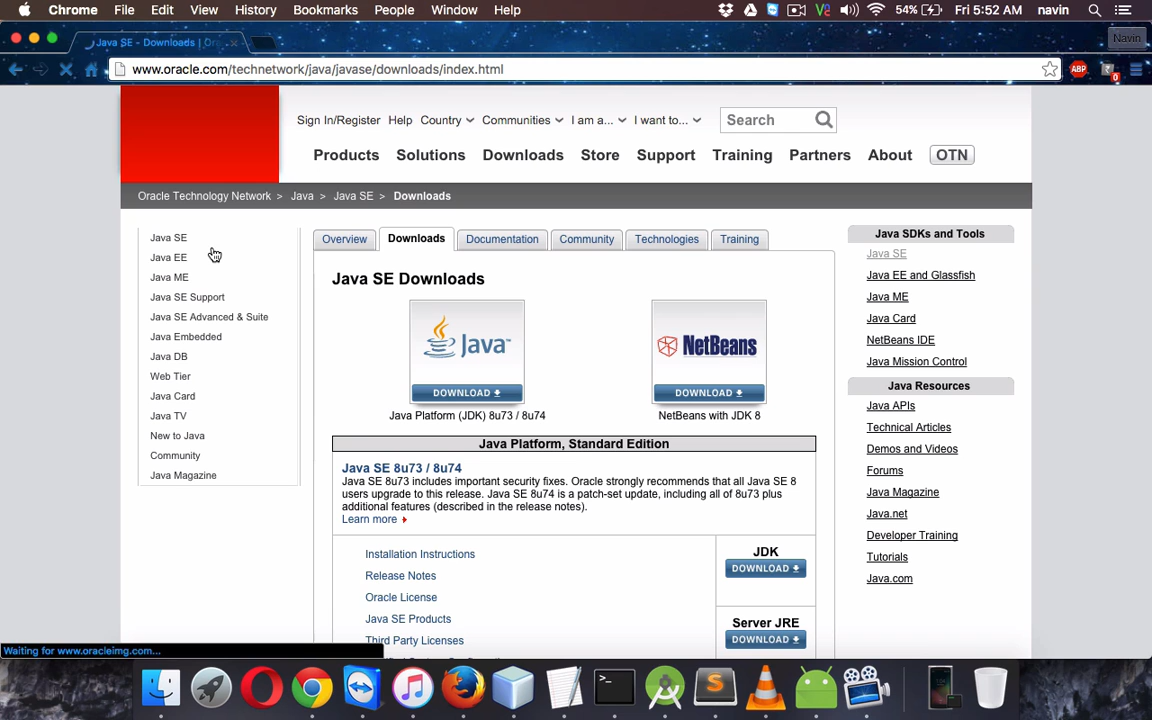 Chrome File Edit View History Bookmarks People Window Help 54% Fri 5:52 AM navin
Java SE - Downloads | Or Navin
www.oracle.com/technetwork/java/javase/downloads/index.html ABP 0
Sign In/Register Help Country Communities I am a... I want to... Search
Products Solutions Downloads Store Support Training Partners About OTN
Oracle Technology Network > Java > Java SE > Downloads
Java SE
Java EE
Java ME
Java SE Support
Java SE Advanced & Suite
Java Embedded
Java DB
Web Tier
Java Card
Java TV
New to Java
Community
Java Magazine
Overview Downloads Documentation Community Technologies Training
Java SE Downloads
Java™ NetBeans
DOWNLOAD DOWNLOAD
Java Platform (JDK) 8u73 / 8u74 NetBeans with JDK 8
Java Platform, Standard Edition
Java SE 8u73 / 8u74
Java SE 8u73 includes important security fixes. Oracle strongly recommends that all Java SE 8
users upgrade to this release. Java SE 8u74 is a patch-set update, including all of 8u73 plus
additional features (described in the release notes).
Learn more
Installation Instructions
Release Notes
Oracle License
Java SE Products
Third Party Licenses
JDK
DOWNLOAD
Server JRE
DOWNLOAD
Java SDKs and Tools
Java SE
Java EE and Glassfish
Java ME
Java Card
NetBeans IDE
Java Mission Control
Java Resources
Java APIs
Technical Articles
Demos and Videos
Forums
Java Magazine
Java.net
Developer Training
Tutorials
Java.com
Waiting for www.oracleimg.com...